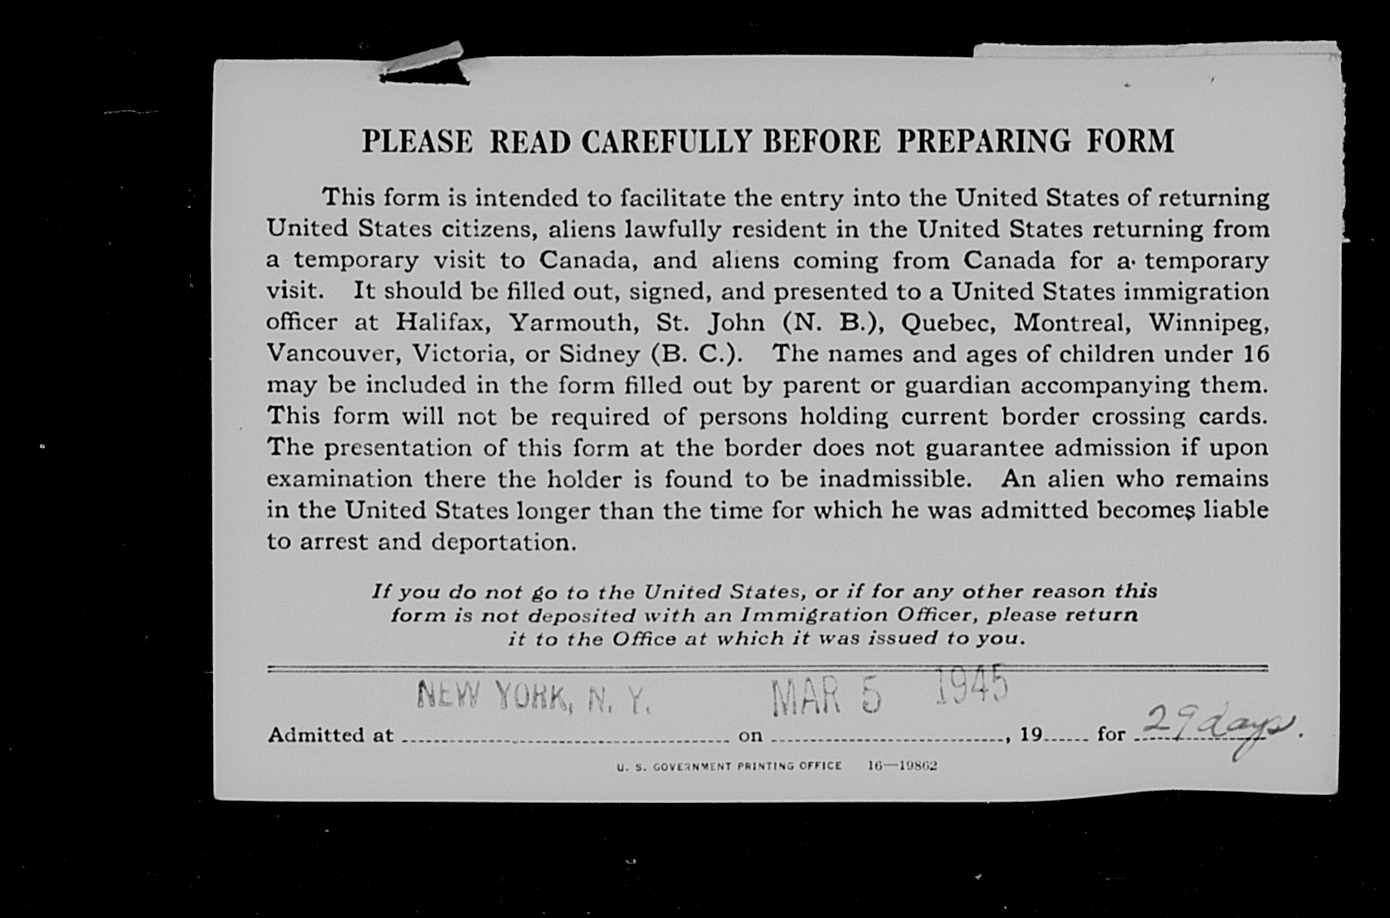 PLEASE READ CAREFULLY BEFORE PREPARING FORM
This form is intended to facilitate the entry into the United States of returning
United States citizens, aliens lawfully resident in the United States returning from
a temporary visit to Canada, and aliens coming from Canada for a temporary
visit. It should be filled out, signed, and presented to a United States immigration
officer at Halifax, Yarmouth, St. John (N. B.), Quebec, Montreal, Winnipeg,
Vancouver, Victoria, or Sidney (B. C.). The names and ages of children under 16
may be included in the form filled out by parent or guardian accompanying them.
This form will not be required of persons holding current border crossing cards.
The presentation of this form at the border does not guarantee admission if upon
examination there the holder is found to be inadmissible. An alien who remains
in the United States longer than the time for which he was admitted becomes liable
to arrest and deportation.
If you do not go to the United States, or if for any other reason this
form is not deposited with an Immigration Officer, please return
it to the Office at which it was issued to you.
NEW YORK, N. Y. MAR 5 1945
Admitted at on , 19 for 29 days.
U. S. GOVERNMENT PRINTING OFFICE 16—19862